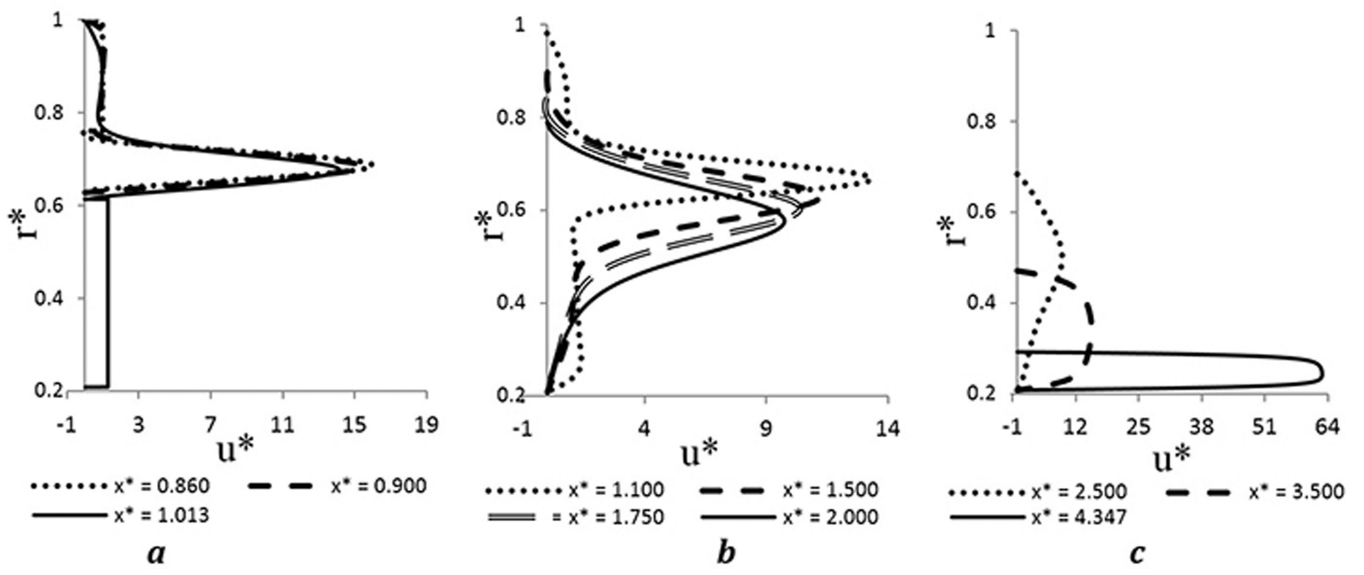 1
0.8
0.6
0.4
0.2
r*
-1 3 7 11 15 19
u*
x* = 0.860 x* = 0.900
x* = 1.013
a
1
0.8
0.6
0.4
0.2
r*
-1 4 9 14
u*
x* = 1.100 x* = 1.500
x* = 1.750 x* = 2.000
b
1
0.8
0.6
0.4
0.2
r*
-1 12 25 38 51 64
u*
x* = 2.500 x* = 3.500
x* = 4.347
c